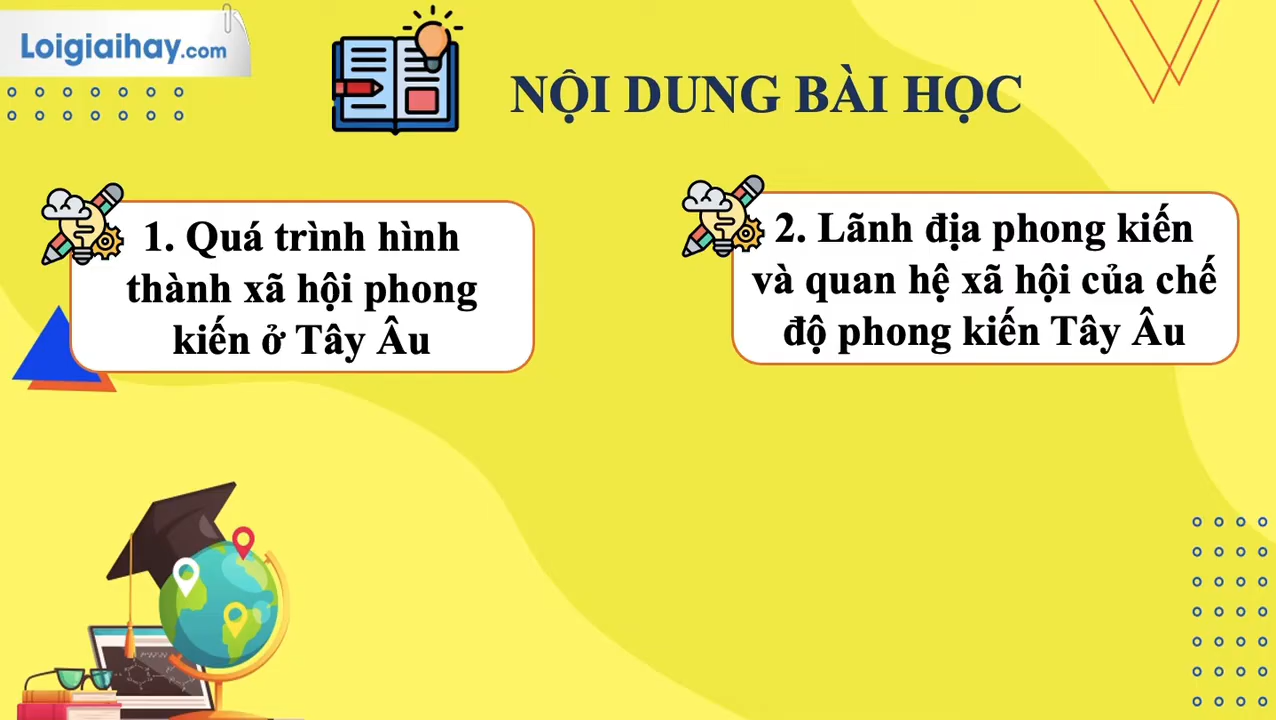 Loigiaihay.com
NỘI DUNG BÀI HỌC
1. Quá trình hình
thành xã hội phong
kiến ở Tây Âu
2. Lãnh địa phong kiến
và quan hệ xã hội của chế
độ phong kiến Tây Âu